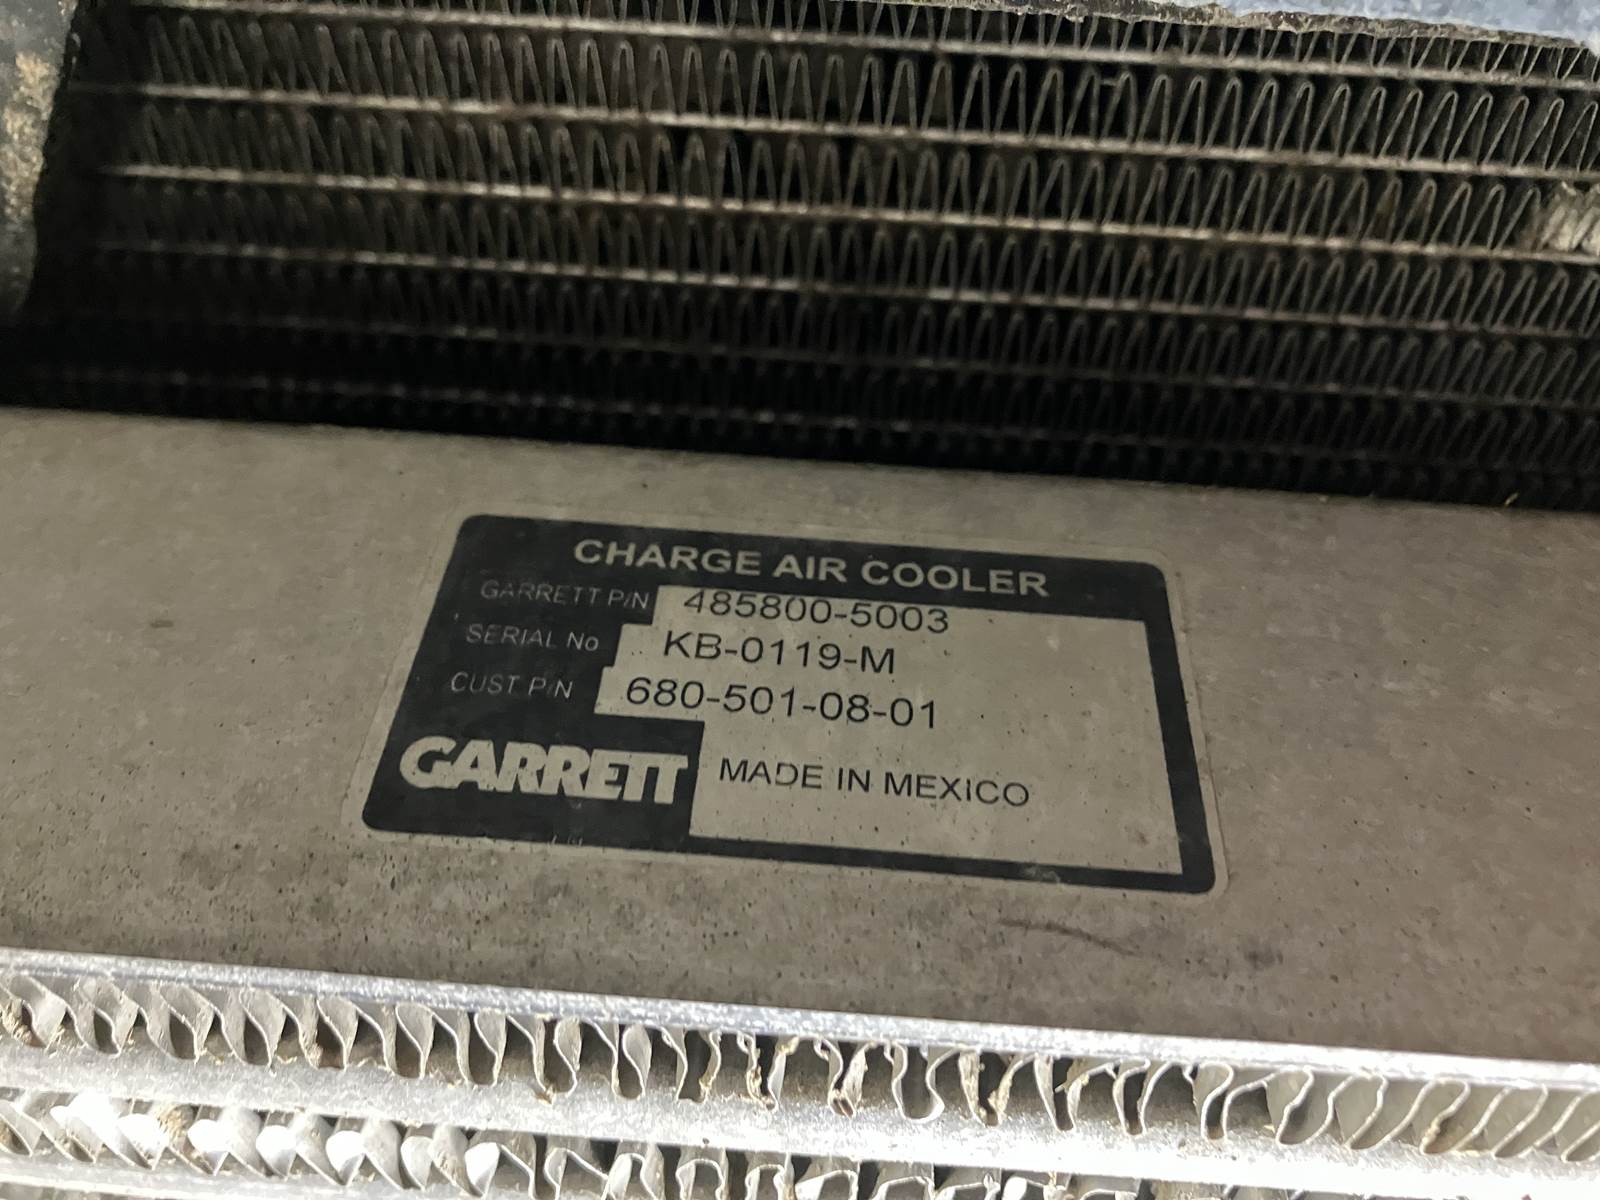 CHARGE AIR COOLER
GARRETT P/N 485800-5003
SERIAL No KB-0119-M
CUST P/N 680-501-08-01
GARRETT MADE IN MEXICO